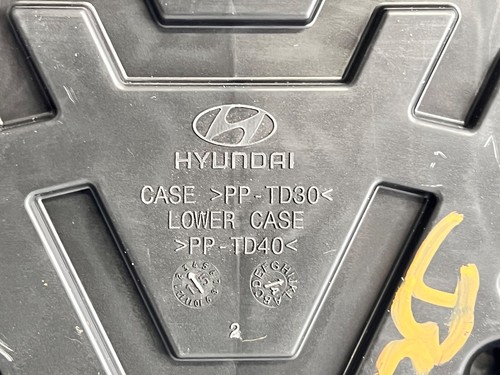 HYUNDAI
CASE >PP-TD30<
LOWER CASE
>PP-TD40<
2